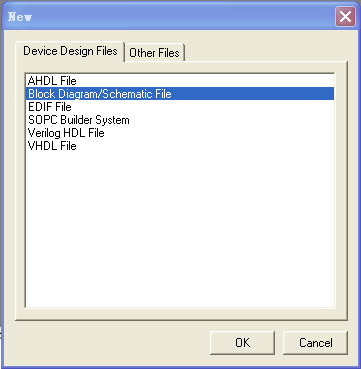 New
Device Design Files Other Files
AHDL File
Block Diagram/Schematic File
EDIF File
SOPC Builder System
Verilog HDL File
VHDL File
OK Cancel